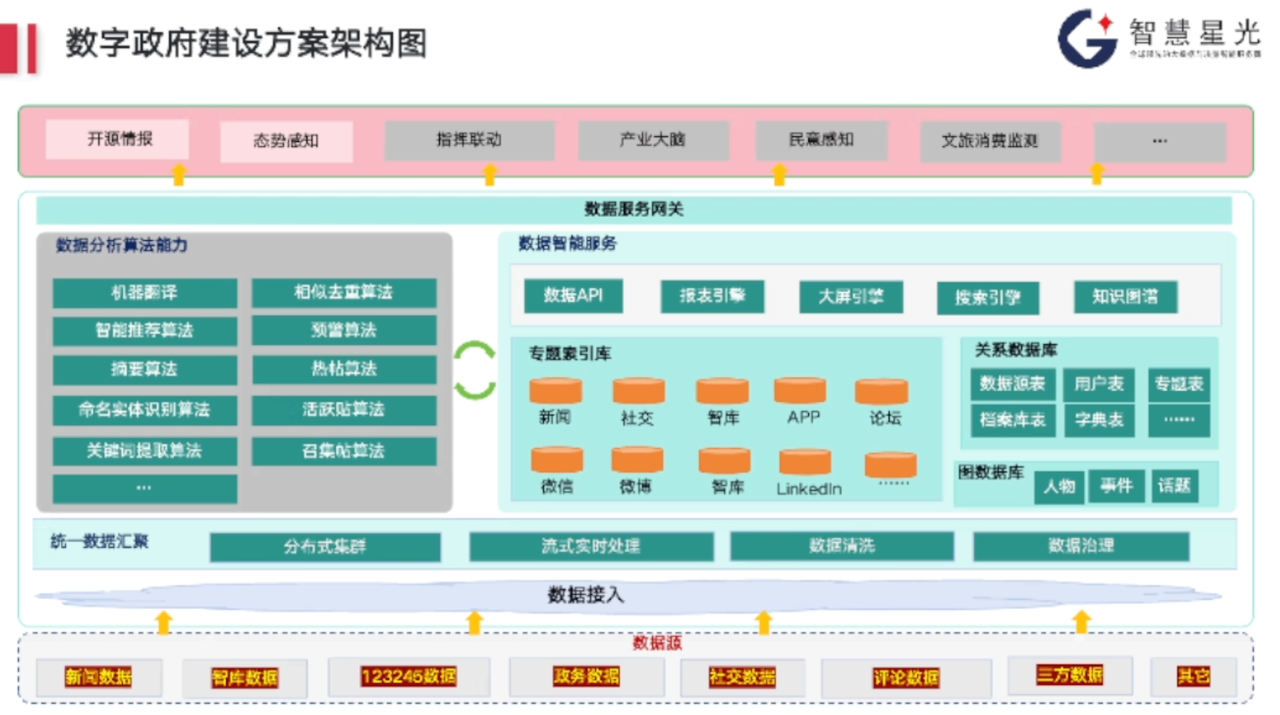 数字政府建设方案架构图
智慧星光
开源情报
态势感知
指挥联动
产业大脑
民意感知
文旅消费监测
...
数据服务网关
数据分析算法能力
机器翻译
相似去重算法
智能推荐算法
预警算法
摘要算法
热帖算法
命名实体识别算法
活跃贴算法
关键词提取算法
召集帖算法
...
数据智能服务
数据API
报表引擎
大屏引擎
搜索引擎
知识图谱
专题索引库
新闻
社交
智库
APP
论坛
微信
微博
智库
LinkedIn
……
关系数据库
数据源表
用户表
专题表
档案库表
字典表
……
图数据库
人物
事件
话题
统一数据汇聚
分布式集群
流式实时处理
数据清洗
数据治理
数据接入
数据源
新闻数据
智库数据
123245数据
政务数据
社交数据
评论数据
三方数据
其它